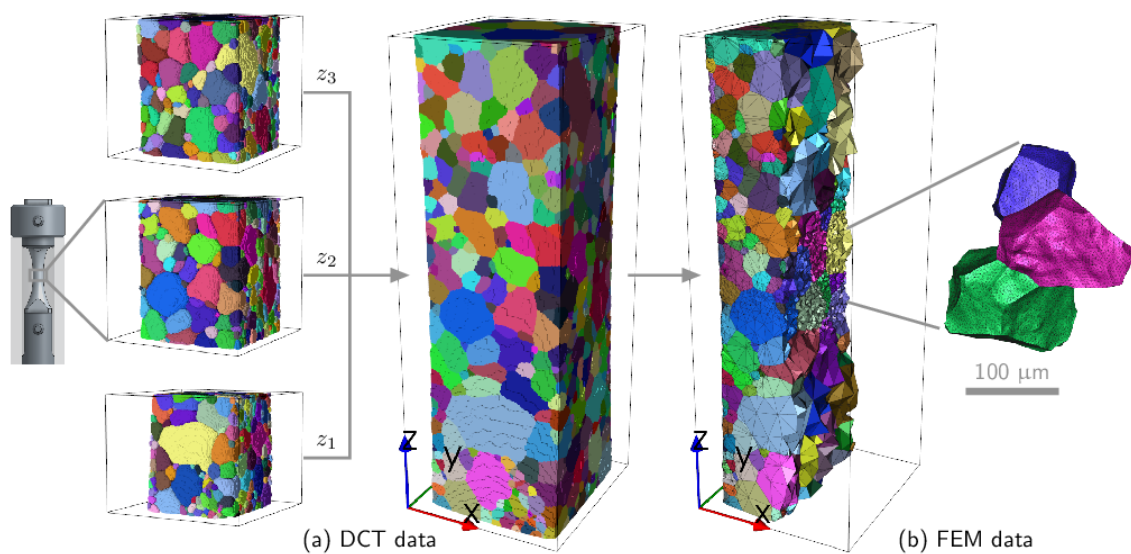 z₃
z₂
z₁
z
y
x
z
y
x
100 μm
(a) DCT data
(b) FEM data